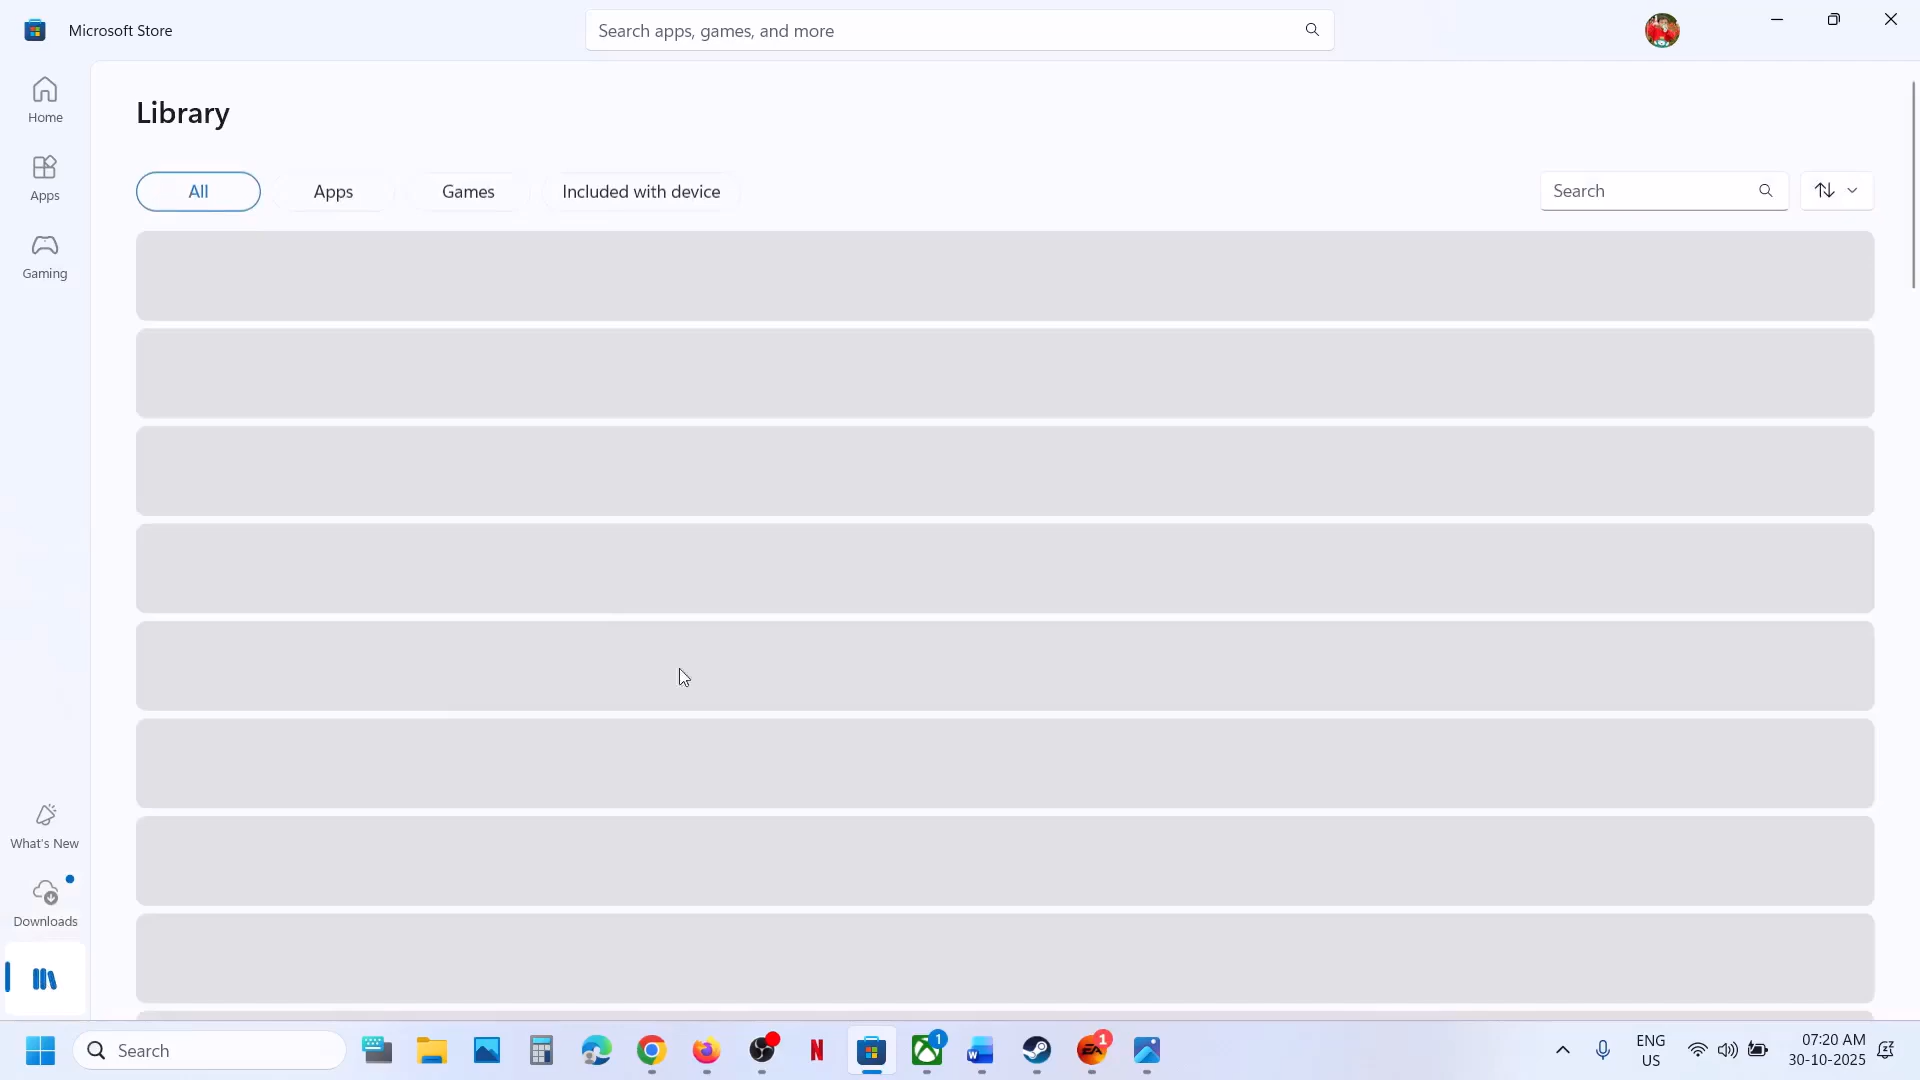 Microsoft Store
Search apps, games, and more
Home
Apps
Gaming
Library
All
Apps
Games
Included with device
Search
What's New
Downloads
Search
1
1
ENG
US
07:20 AM
30-10-2025